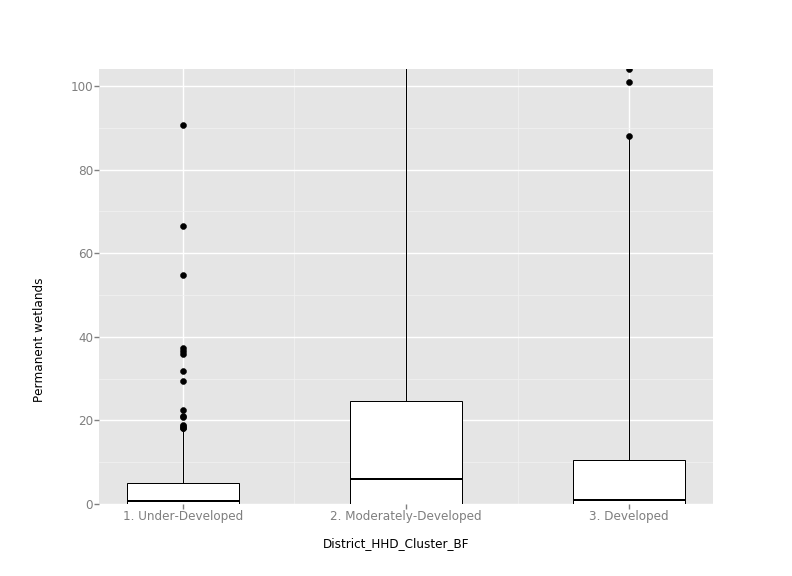 100
80
60
40
20
0
Permanent wetlands
1. Under-Developed
2. Moderately-Developed
3. Developed
District_HHD_Cluster_BF